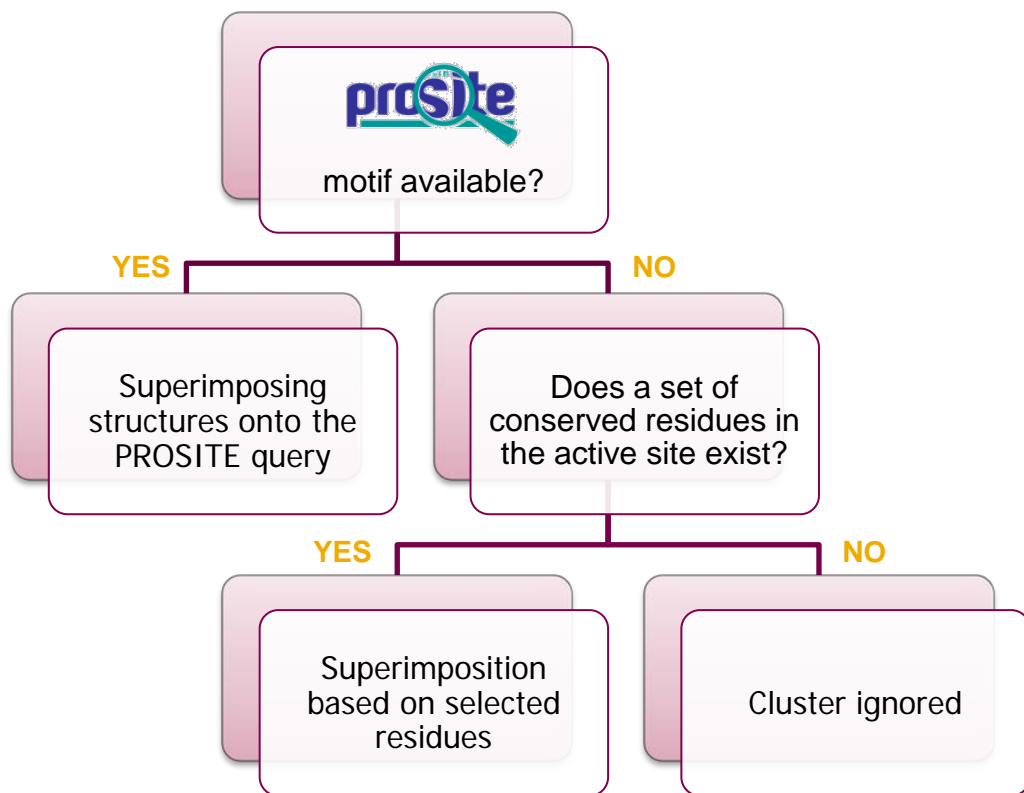 prosite
motif available?
YES
NO
Superimposing
structures onto the
PROSITE query
Does a set of
conserved residues in
the active site exist?
YES
NO
Superimposition
based on selected
residues
Cluster ignored